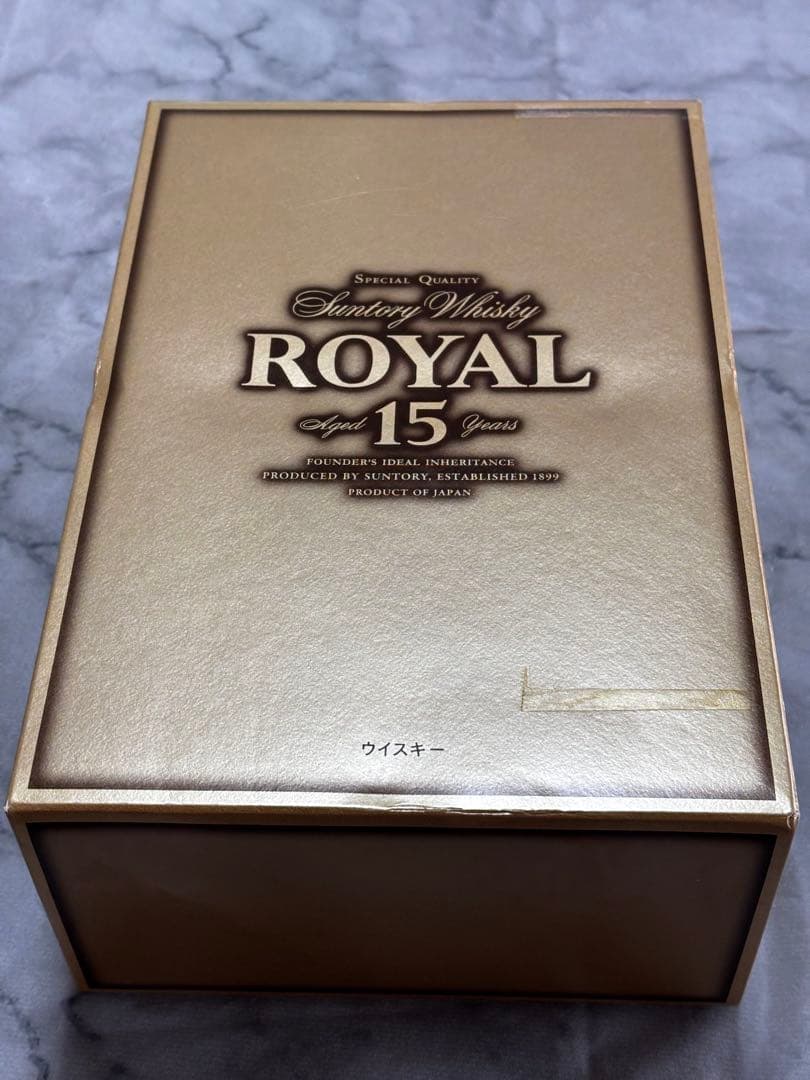 SPECIAL QUALITY
Suntory Whisky
ROYAL
Aged 15 Years
FOUNDER'S IDEAL INHERITANCE
PRODUCED BY SUNTORY, ESTABLISHED 1899
PRODUCT OF JAPAN
ウイスキー